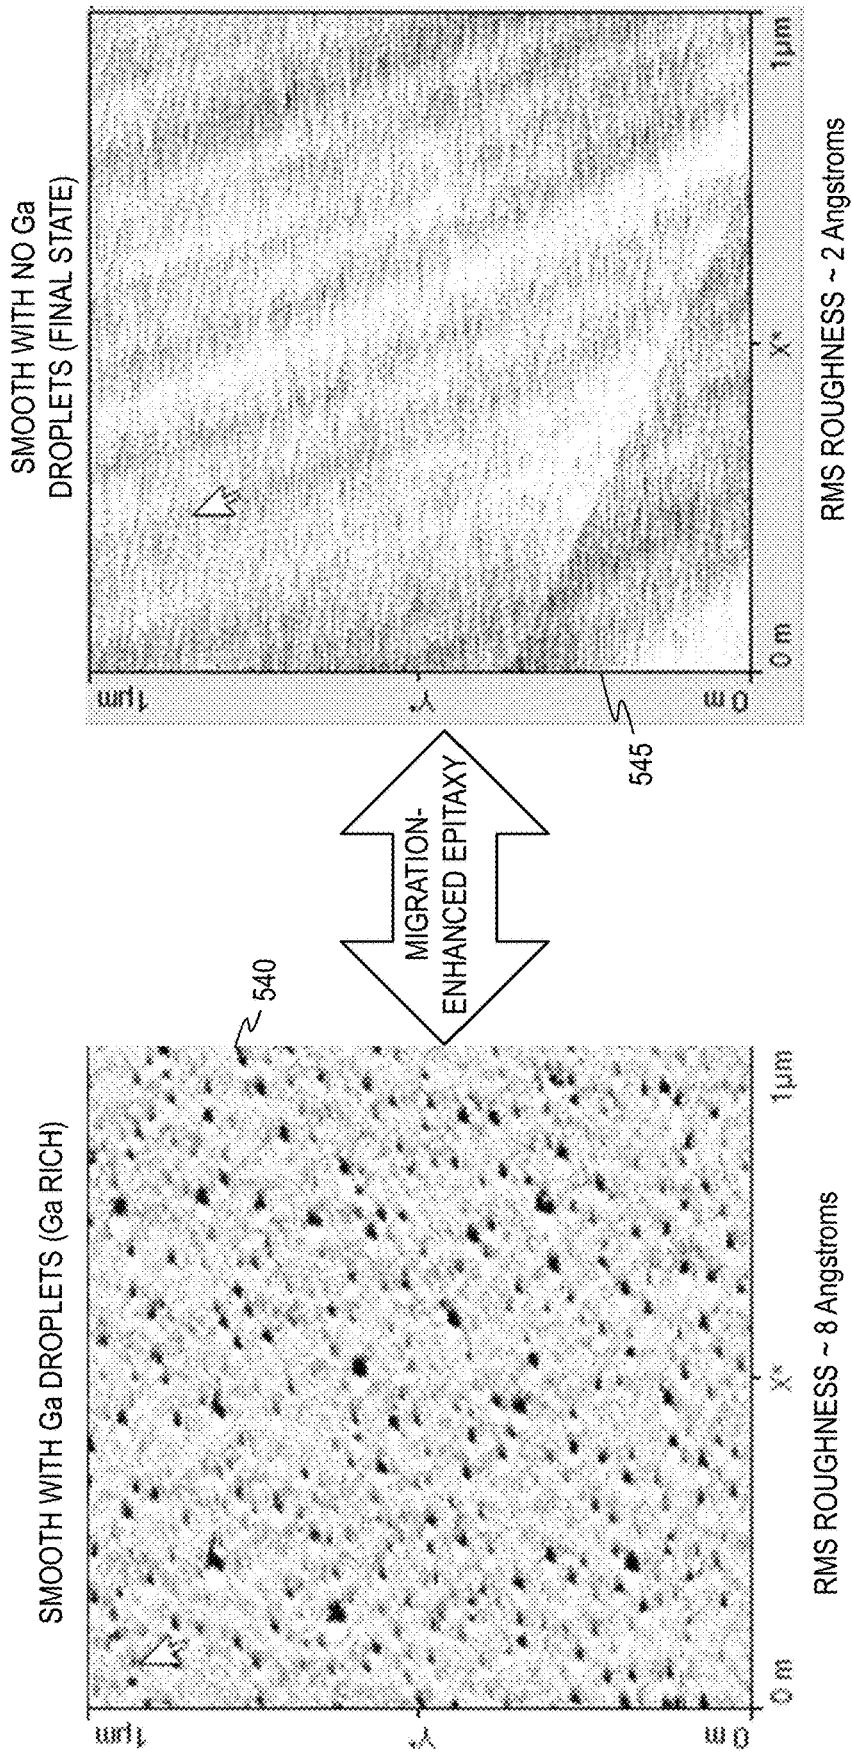 SMOOTH WITH Ga DROPLETS (Ga RICH)
1µm
Y*
0 m
0 m
X*
1µm
540
RMS ROUGHNESS ~ 8 Angstroms
MIGRATION-
ENHANCED EPITAXY
SMOOTH WITH NO Ga
DROPLETS (FINAL STATE)
1µm
Y*
0 m
0 m
X*
1µm
545
RMS ROUGHNESS ~ 2 Angstroms